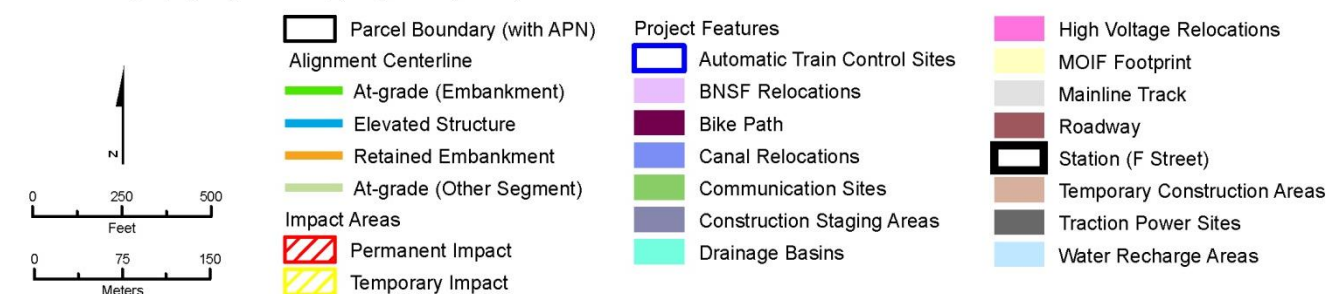 N
0 250 500
Feet
0 75 150
Meters
Parcel Boundary (with APN)
Alignment Centerline
At-grade (Embankment)
Elevated Structure
Retained Embankment
At-grade (Other Segment)
Impact Areas
Permanent Impact
Temporary Impact
Project Features
Automatic Train Control Sites
BNSF Relocations
Bike Path
Canal Relocations
Communication Sites
Construction Staging Areas
Drainage Basins
High Voltage Relocations
MOIF Footprint
Mainline Track
Roadway
Station (F Street)
Temporary Construction Areas
Traction Power Sites
Water Recharge Areas